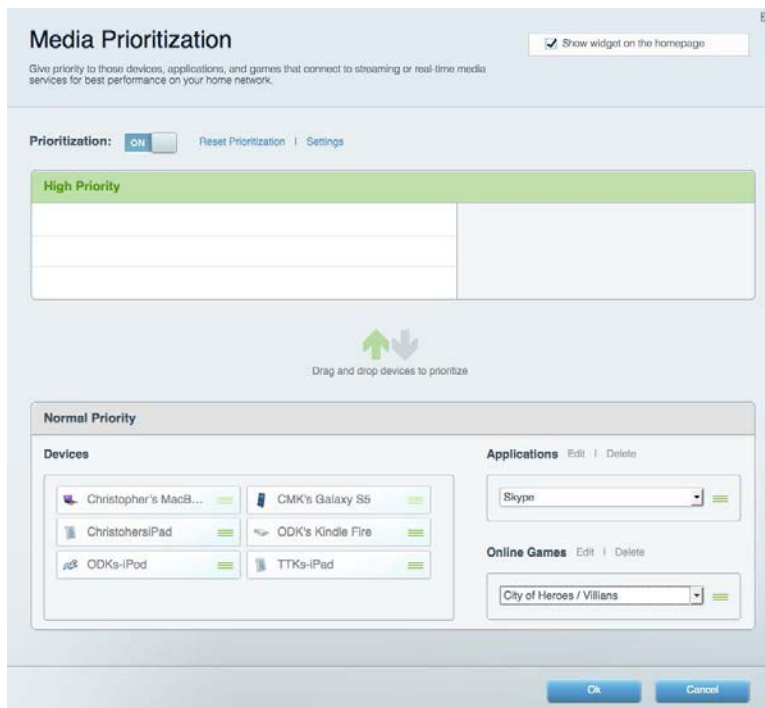 Media Prioritization
Show widget on the homepage
Give priority to those devices, applications, and games that connect to streaming or real-time media
services for best performance on your home network.
Prioritization: ON Reset Prioritization | Settings
High Priority
Drag and drop devices to prioritize
Normal Priority
Devices
Applications Edit | Delete
Christopher's MacB... CMK's Galaxy S5
Skype
ChristohersiPad ODK's Kindle Fire
ODKs-iPod TTKs-iPad
Online Games Edit | Delete
City of Heroes / Villians
Ok Cancel